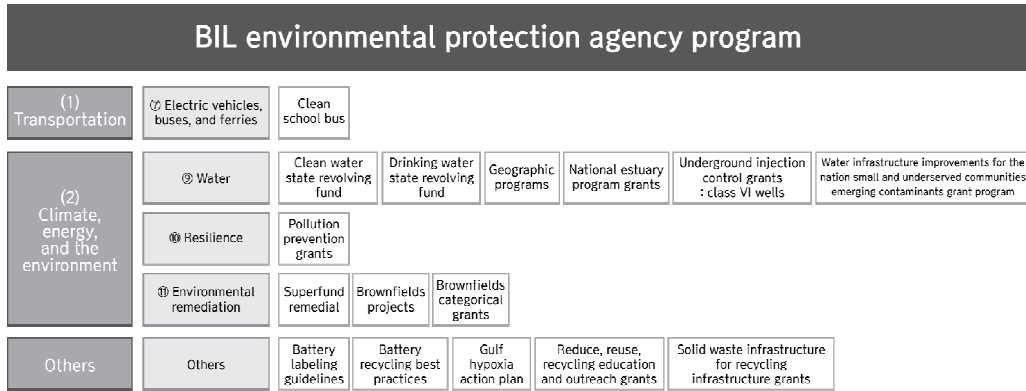 BIL environmental protection agency program
(1)
Transportation
⑦ Electric vehicles,
buses, and ferries
Clean
school bus
(2)
Climate,
energy,
and the
environment
⑨ Water
Clean water
state revolving
fund
Drinking water
state revolving
fund
Geographic
programs
National estuary
program grants
Underground injection
control grants
: class VI wells
Water infrastructure improvements for the
nation small and underserved communities
emerging contaminants grant program
⑩ Resilience
Pollution
prevention
grants
⑪ Environmental
remediation
Superfund
remedial
Brownfields
projects
Brownfields
categorical
grants
Others
Others
Battery
labeling
guidelines
Battery
recycling best
practices
Gulf
hypoxia
action plan
Reduce, reuse,
recycling education
and outreach grants
Solid waste infrastructure
for recycling
infrastructure grants